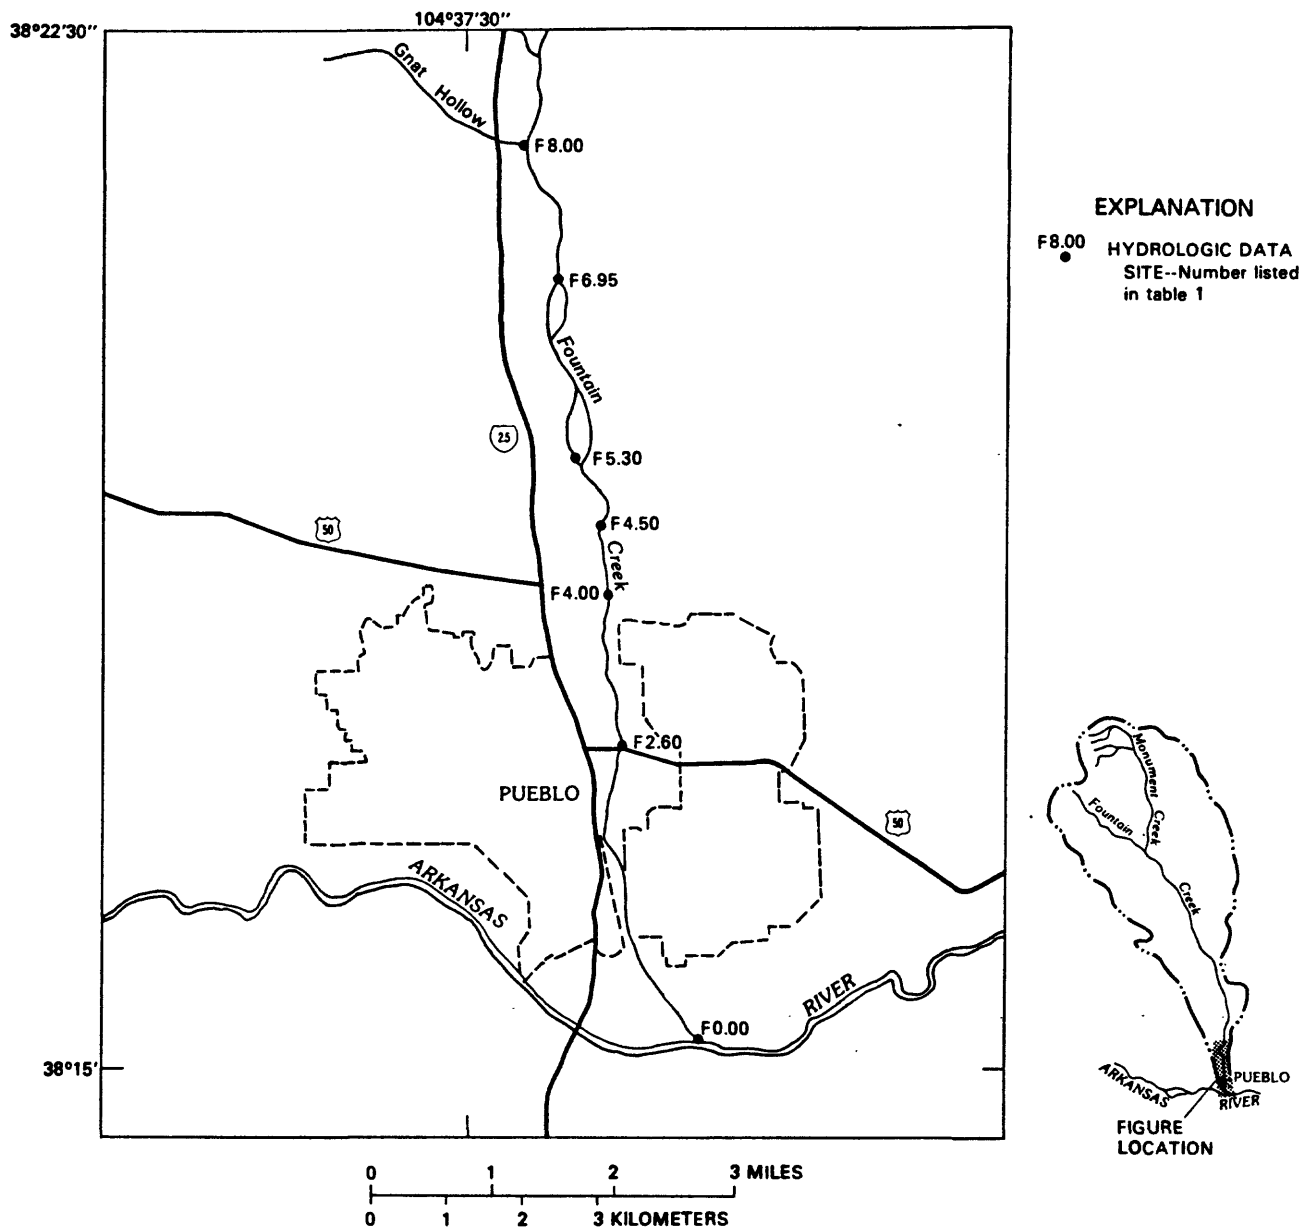 104°37'30"
38°22'30"
Gnat
Hollow
F8.00
EXPLANATION
F8.00
HYDROLOGIC DATA
SITE--Number listed
in table 1
F6.95
Fountain
25
F5.30
50
F4.50
Creek
F4.00
F2.60
PUEBLO
50
ARKANSAS
RIVER
F0.00
38°15'
Monument
Creek
Fountain
Creek
PUEBLO
ARKANSAS
RIVER
FIGURE
LOCATION
0 1 2 3 MILES
0 1 2 3 KILOMETERS